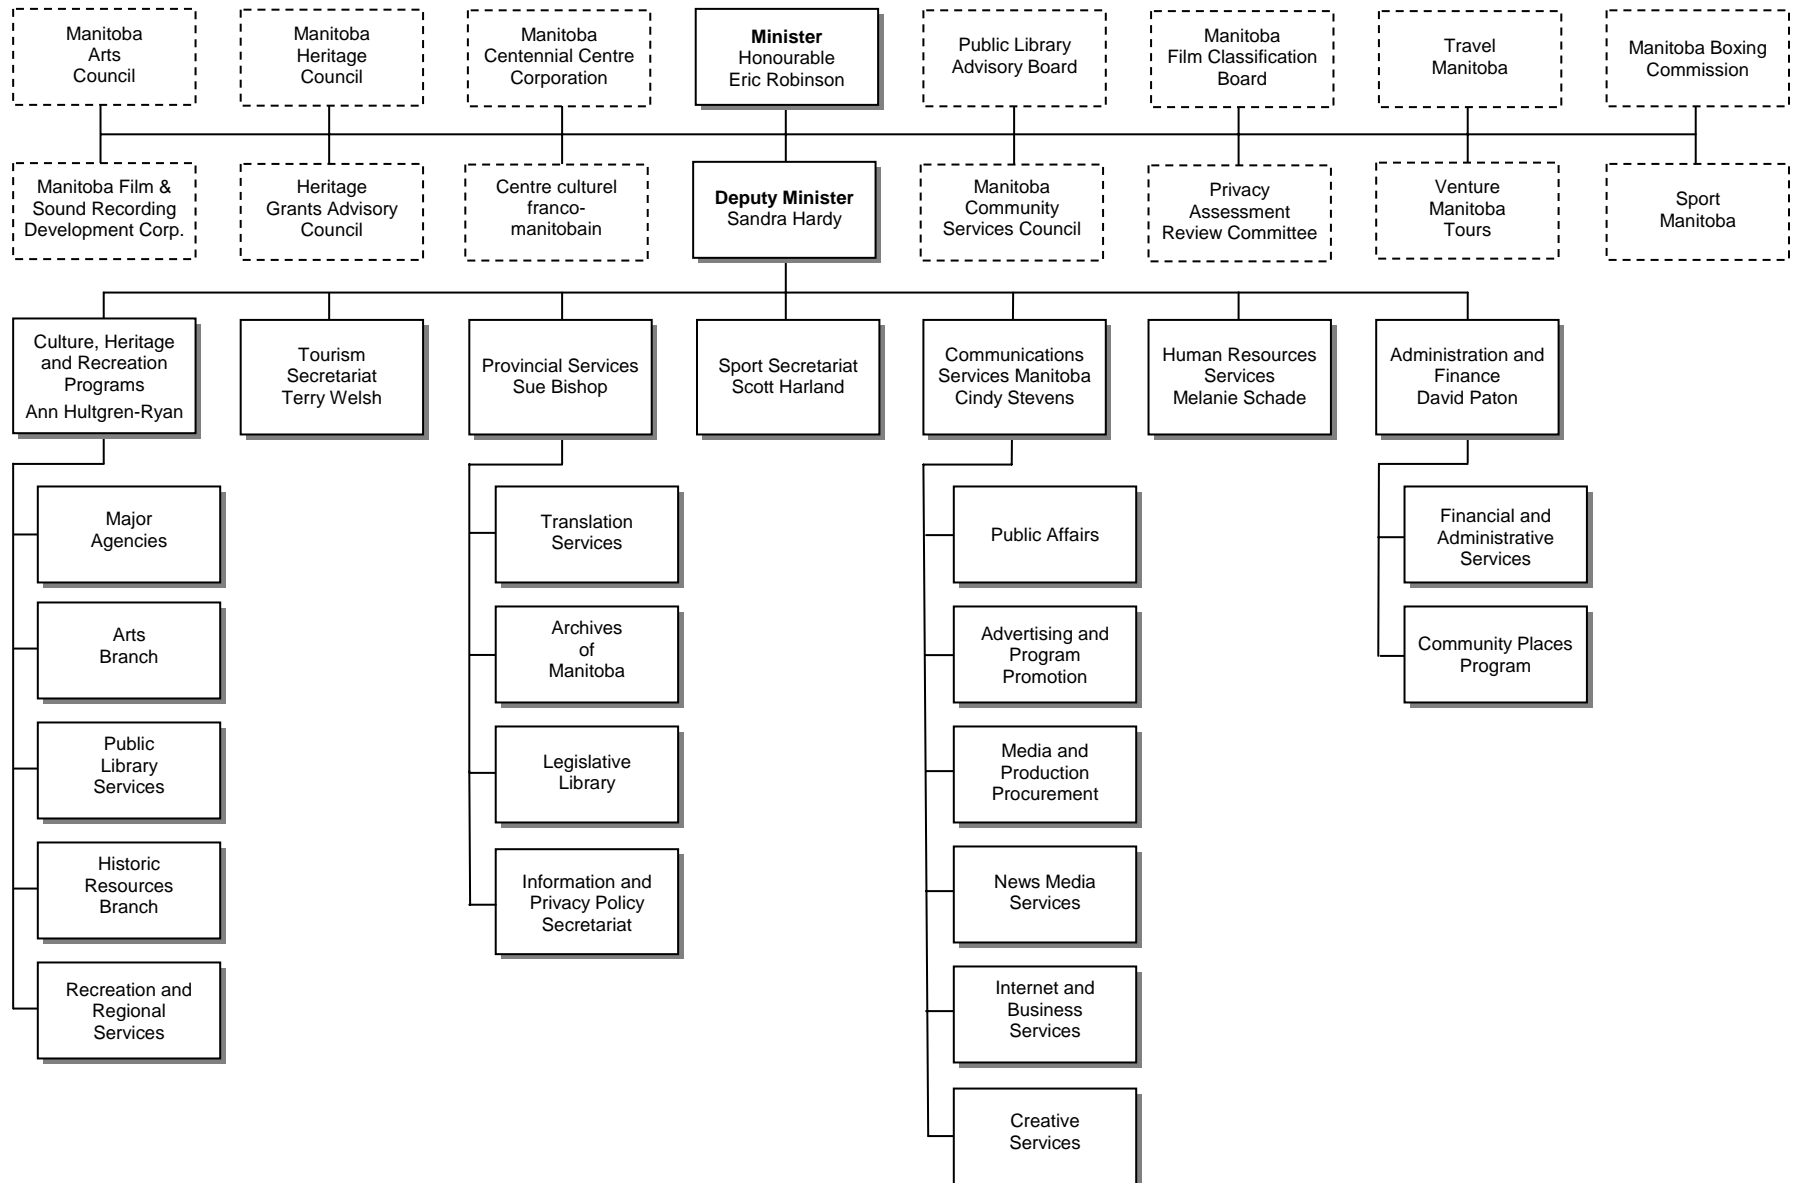 Manitoba
Arts
Council
Manitoba
Heritage
Council
Manitoba
Centennial Centre
Corporation
Minister
Honourable
Eric Robinson
Public Library
Advisory Board
Manitoba
Film Classification
Board
Travel
Manitoba
Manitoba Boxing
Commission
Manitoba Film &
Sound Recording
Development Corp.
Heritage
Grants Advisory
Council
Centre culturel
franco-
manitobain
Deputy Minister
Sandra Hardy
Manitoba
Community
Services Council
Privacy
Assessment
Review Committee
Venture
Manitoba
Tours
Sport
Manitoba
Culture, Heritage
and Recreation
Programs
Ann Hultgren-Ryan
Tourism
Secretariat
Terry Welsh
Provincial Services
Sue Bishop
Sport Secretariat
Scott Harland
Communications
Services Manitoba
Cindy Stevens
Human Resources
Services
Melanie Schade
Administration and
Finance
David Paton
Major
Agencies
Arts
Branch
Public
Library
Services
Historic
Resources
Branch
Recreation and
Regional
Services
Translation
Services
Archives
of
Manitoba
Legislative
Library
Information and
Privacy Policy
Secretariat
Public Affairs
Advertising and
Program
Promotion
Media and
Production
Procurement
News Media
Services
Internet and
Business
Services
Creative
Services
Financial and
Administrative
Services
Community Places
Program